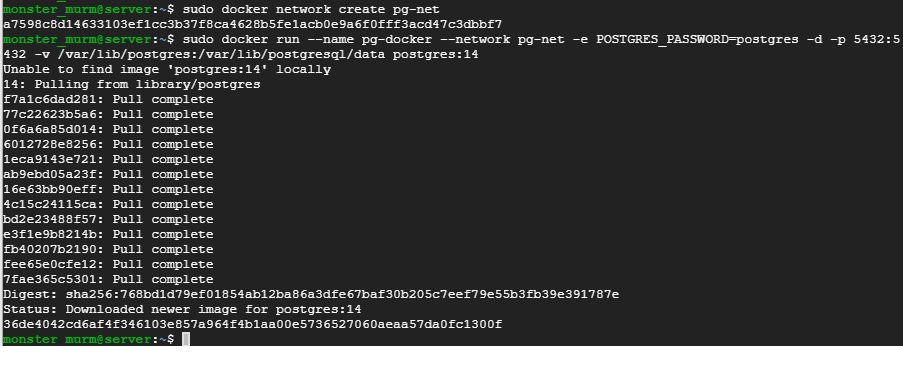 monster_murm@server:~$ sudo docker network create pg-net
a7598c8d14633103ef1cc3b37f8ca4628b5fe1acb0e9a6f0fff3acd47c3dbbf7
monster_murm@server:~$ sudo docker run --name pg-docker --network pg-net -e POSTGRES_PASSWORD=postgres -d -p 5432:5
432 -v /var/lib/postgres:/var/lib/postgresql/data postgres:14
Unable to find image 'postgres:14' locally
14: Pulling from library/postgres
f7a1c6dad281: Pull complete
77c22623b5a6: Pull complete
0f6a6a85d014: Pull complete
6012728e8256: Pull complete
1eca9143e721: Pull complete
ab9ebd05a23f: Pull complete
16e63bb90eff: Pull complete
4c15c24115ca: Pull complete
bd2e23488f57: Pull complete
e3f1e9b8214b: Pull complete
fb40207b2190: Pull complete
fee65e0cfe12: Pull complete
7fae365c5301: Pull complete
Digest: sha256:768bd1d79ef01854ab12ba86a3dfe67baf30b205c7eef79e55b3fb39e391787e
Status: Downloaded newer image for postgres:14
36de4042cd6af4f346103e857a964f4b1aa00e5736527060aeaa57da0fc1300f
monster_murm@server:~$